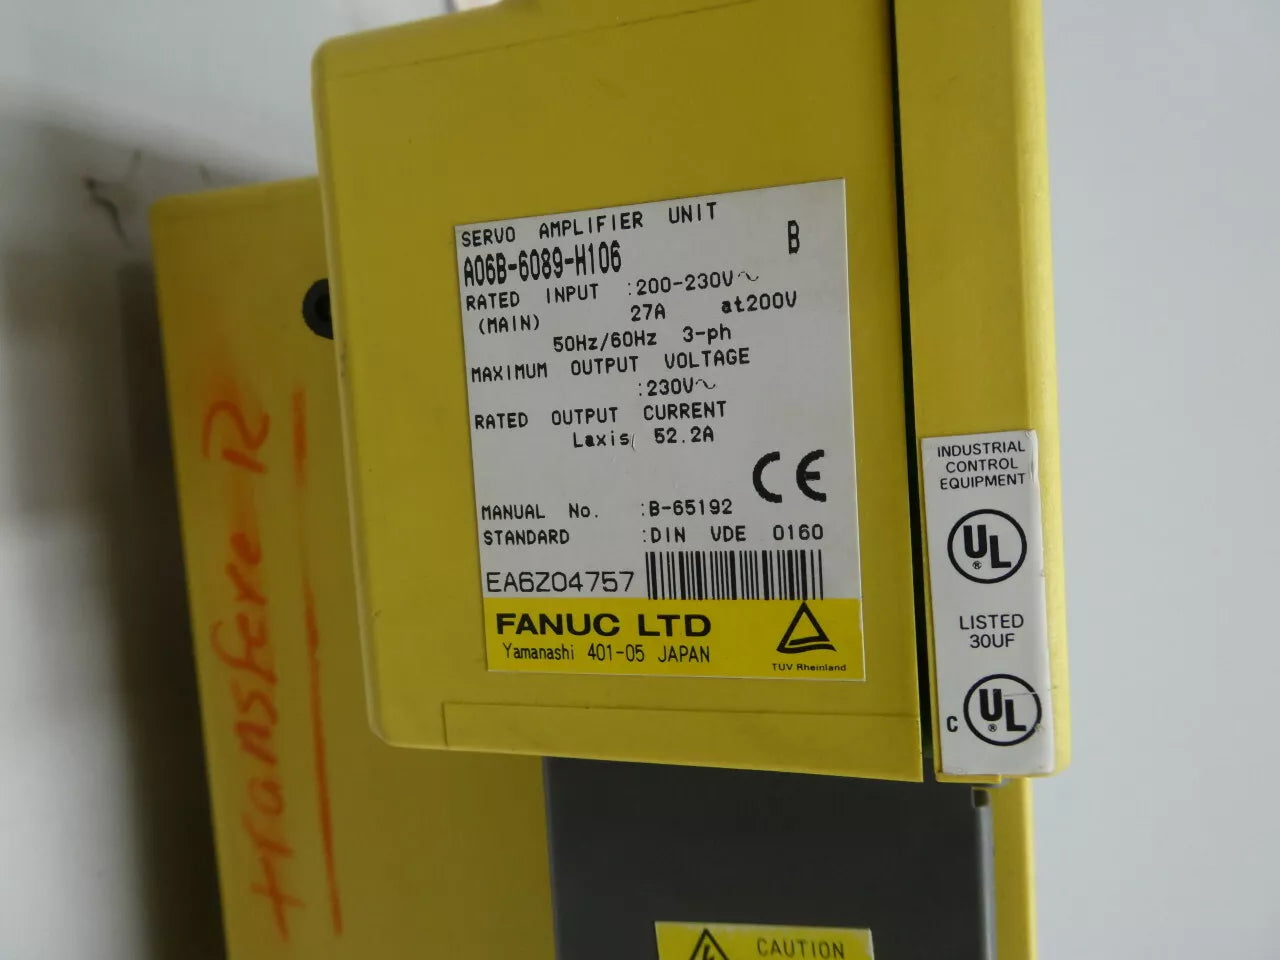 SERVO AMPLIFIER UNIT
A06B-6089-H106 B
RATED INPUT :200-230V~
(MAIN) 27A at200V
50Hz/60Hz 3-ph
MAXIMUM OUTPUT VOLTAGE
:230V~
RATED OUTPUT CURRENT
Laxis 52.2A
CE
MANUAL No. :B-65192
STANDARD :DIN VDE 0160
EA6Z04757
FANUC LTD
Yamanashi 401-05 JAPAN
TUV Rheinland
INDUSTRIAL
CONTROL
EQUIPMENT
UL
®
LISTED
30UF
C UL
®
transfere R
CAUTION